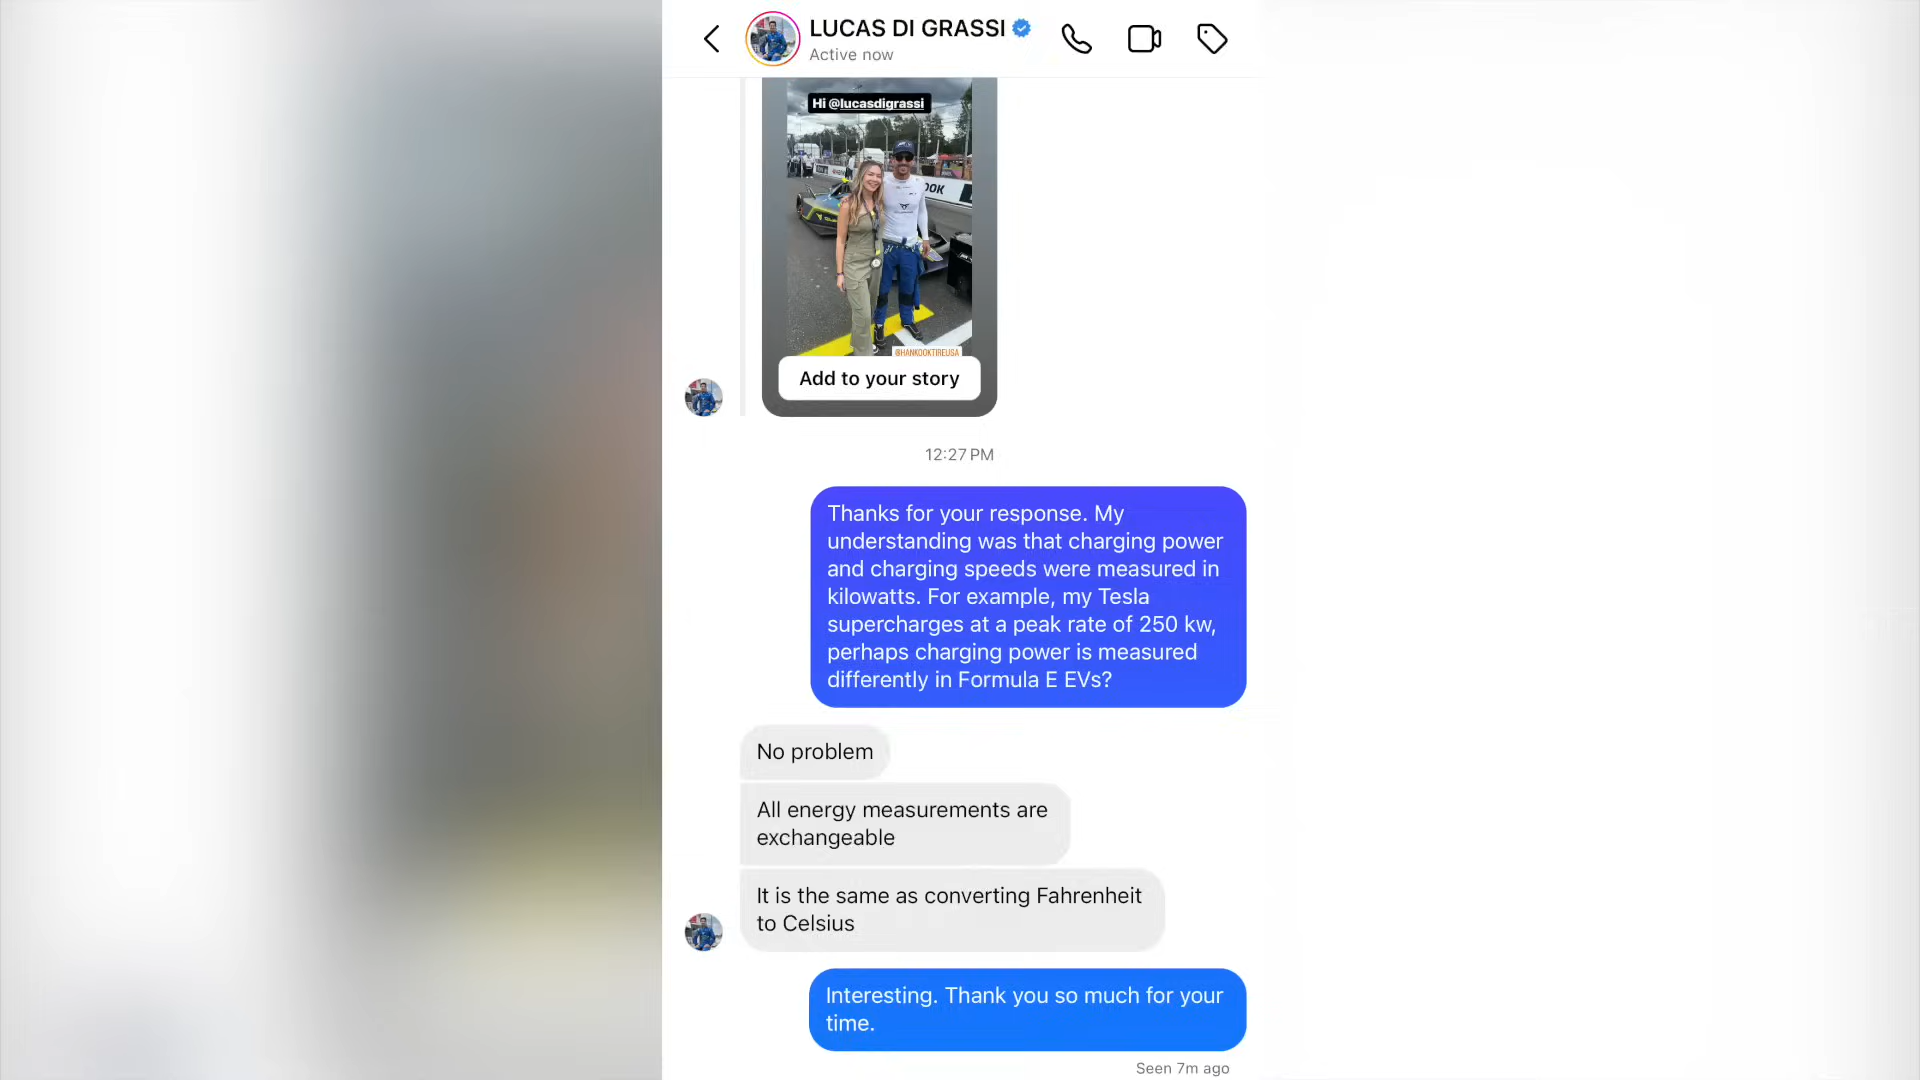 LUCAS DI GRASSI
Active now
Hi @lucasdigrassi
OOK
@HANKOOKTIREUSA
Add to your story
12:27 PM
Thanks for your response. My
understanding was that charging power
and charging speeds were measured in
kilowatts. For example, my Tesla
supercharges at a peak rate of 250 kw,
perhaps charging power is measured
differently in Formula E EVs?
No problem
All energy measurements are
exchangeable
It is the same as converting Fahrenheit
to Celsius
Interesting. Thank you so much for your
time.
Seen 7m ago